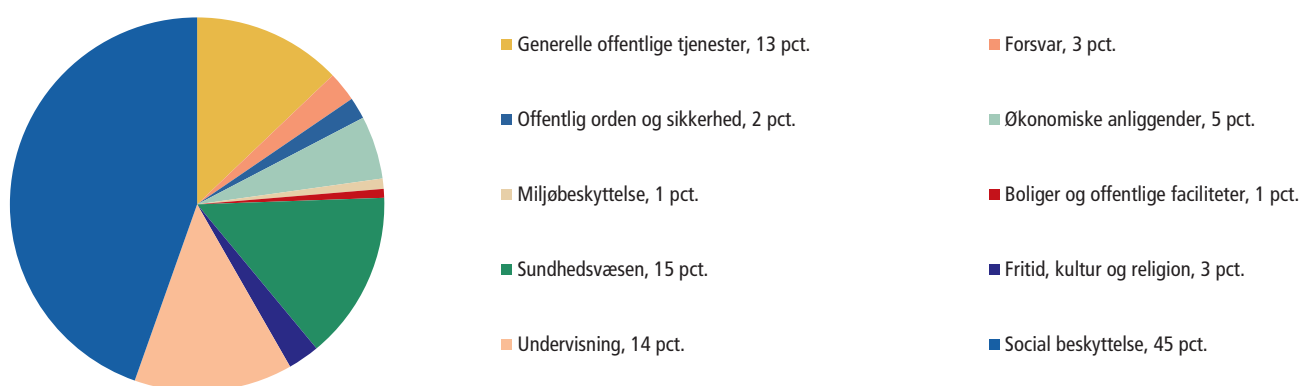 Generelle offentlige tjenester, 13 pct.
Forsvar, 3 pct.
Offentlig orden og sikkerhed, 2 pct.
Økonomiske anliggender, 5 pct.
Miljøbeskyttelse, 1 pct.
Boliger og offentlige faciliteter, 1 pct.
Sundhedsvæsen, 15 pct.
Fritid, kultur og religion, 3 pct.
Undervisning, 14 pct.
Social beskyttelse, 45 pct.